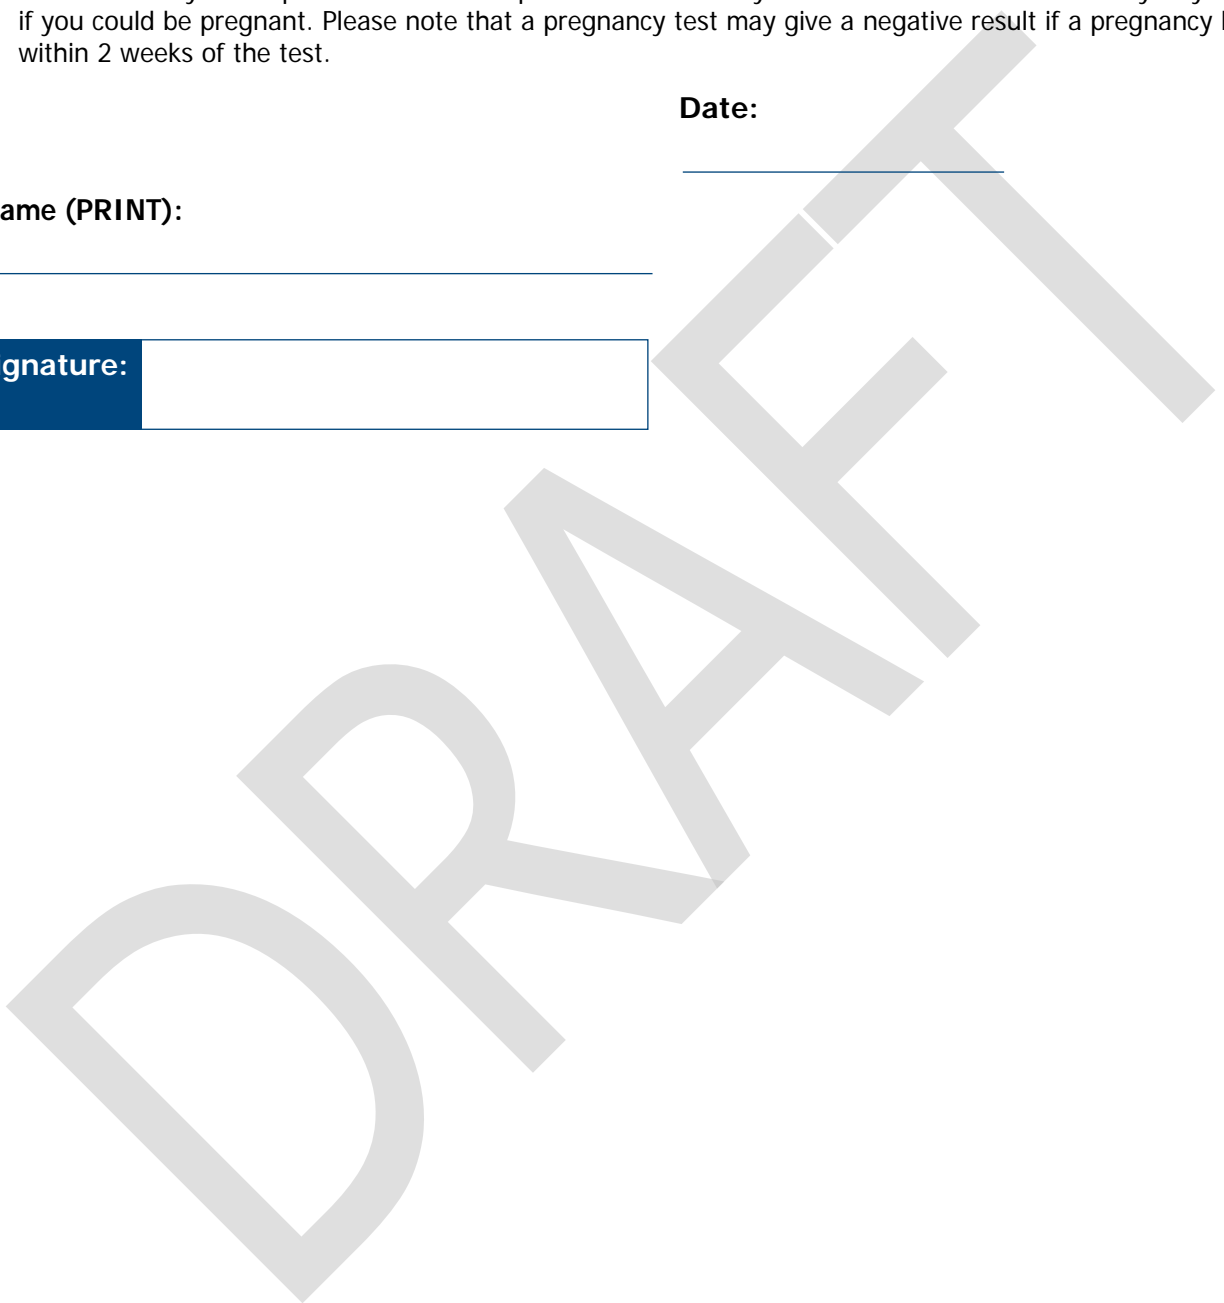 if you could be pregnant. Please note that a pregnancy test may give a negative result if a pregnancy
within 2 weeks of the test.
Date:
ame (PRINT):
ignature:
DRAFT